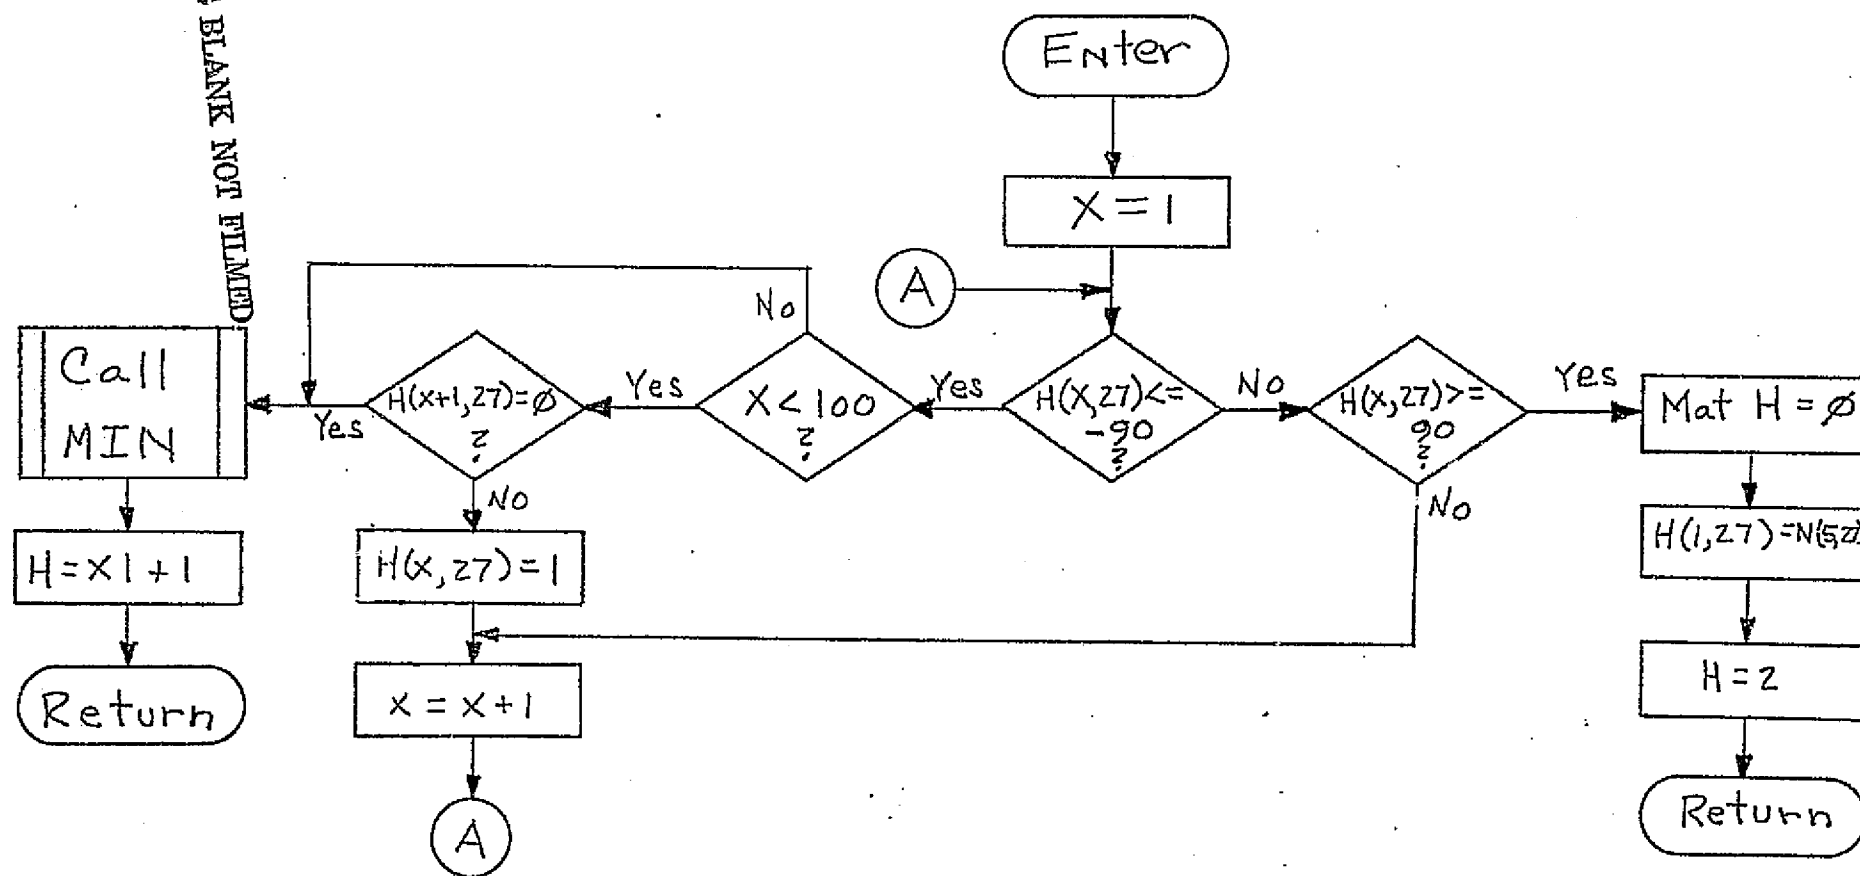 BLANK NOT FILMED
Enter
X = 1
A
No
Call
MIN
Yes
H(x+1,27)=Ø
?
Yes
X < 100
?
Yes
H(X,27)<=
-90
?
No
H(x,27)>=
90
?
Yes
Mat H = Ø
No
No
H = X1 + 1
H(x,27) = 1
H(1,27)=N(5,27
Return
X = X + 1
H = 2
A
Return